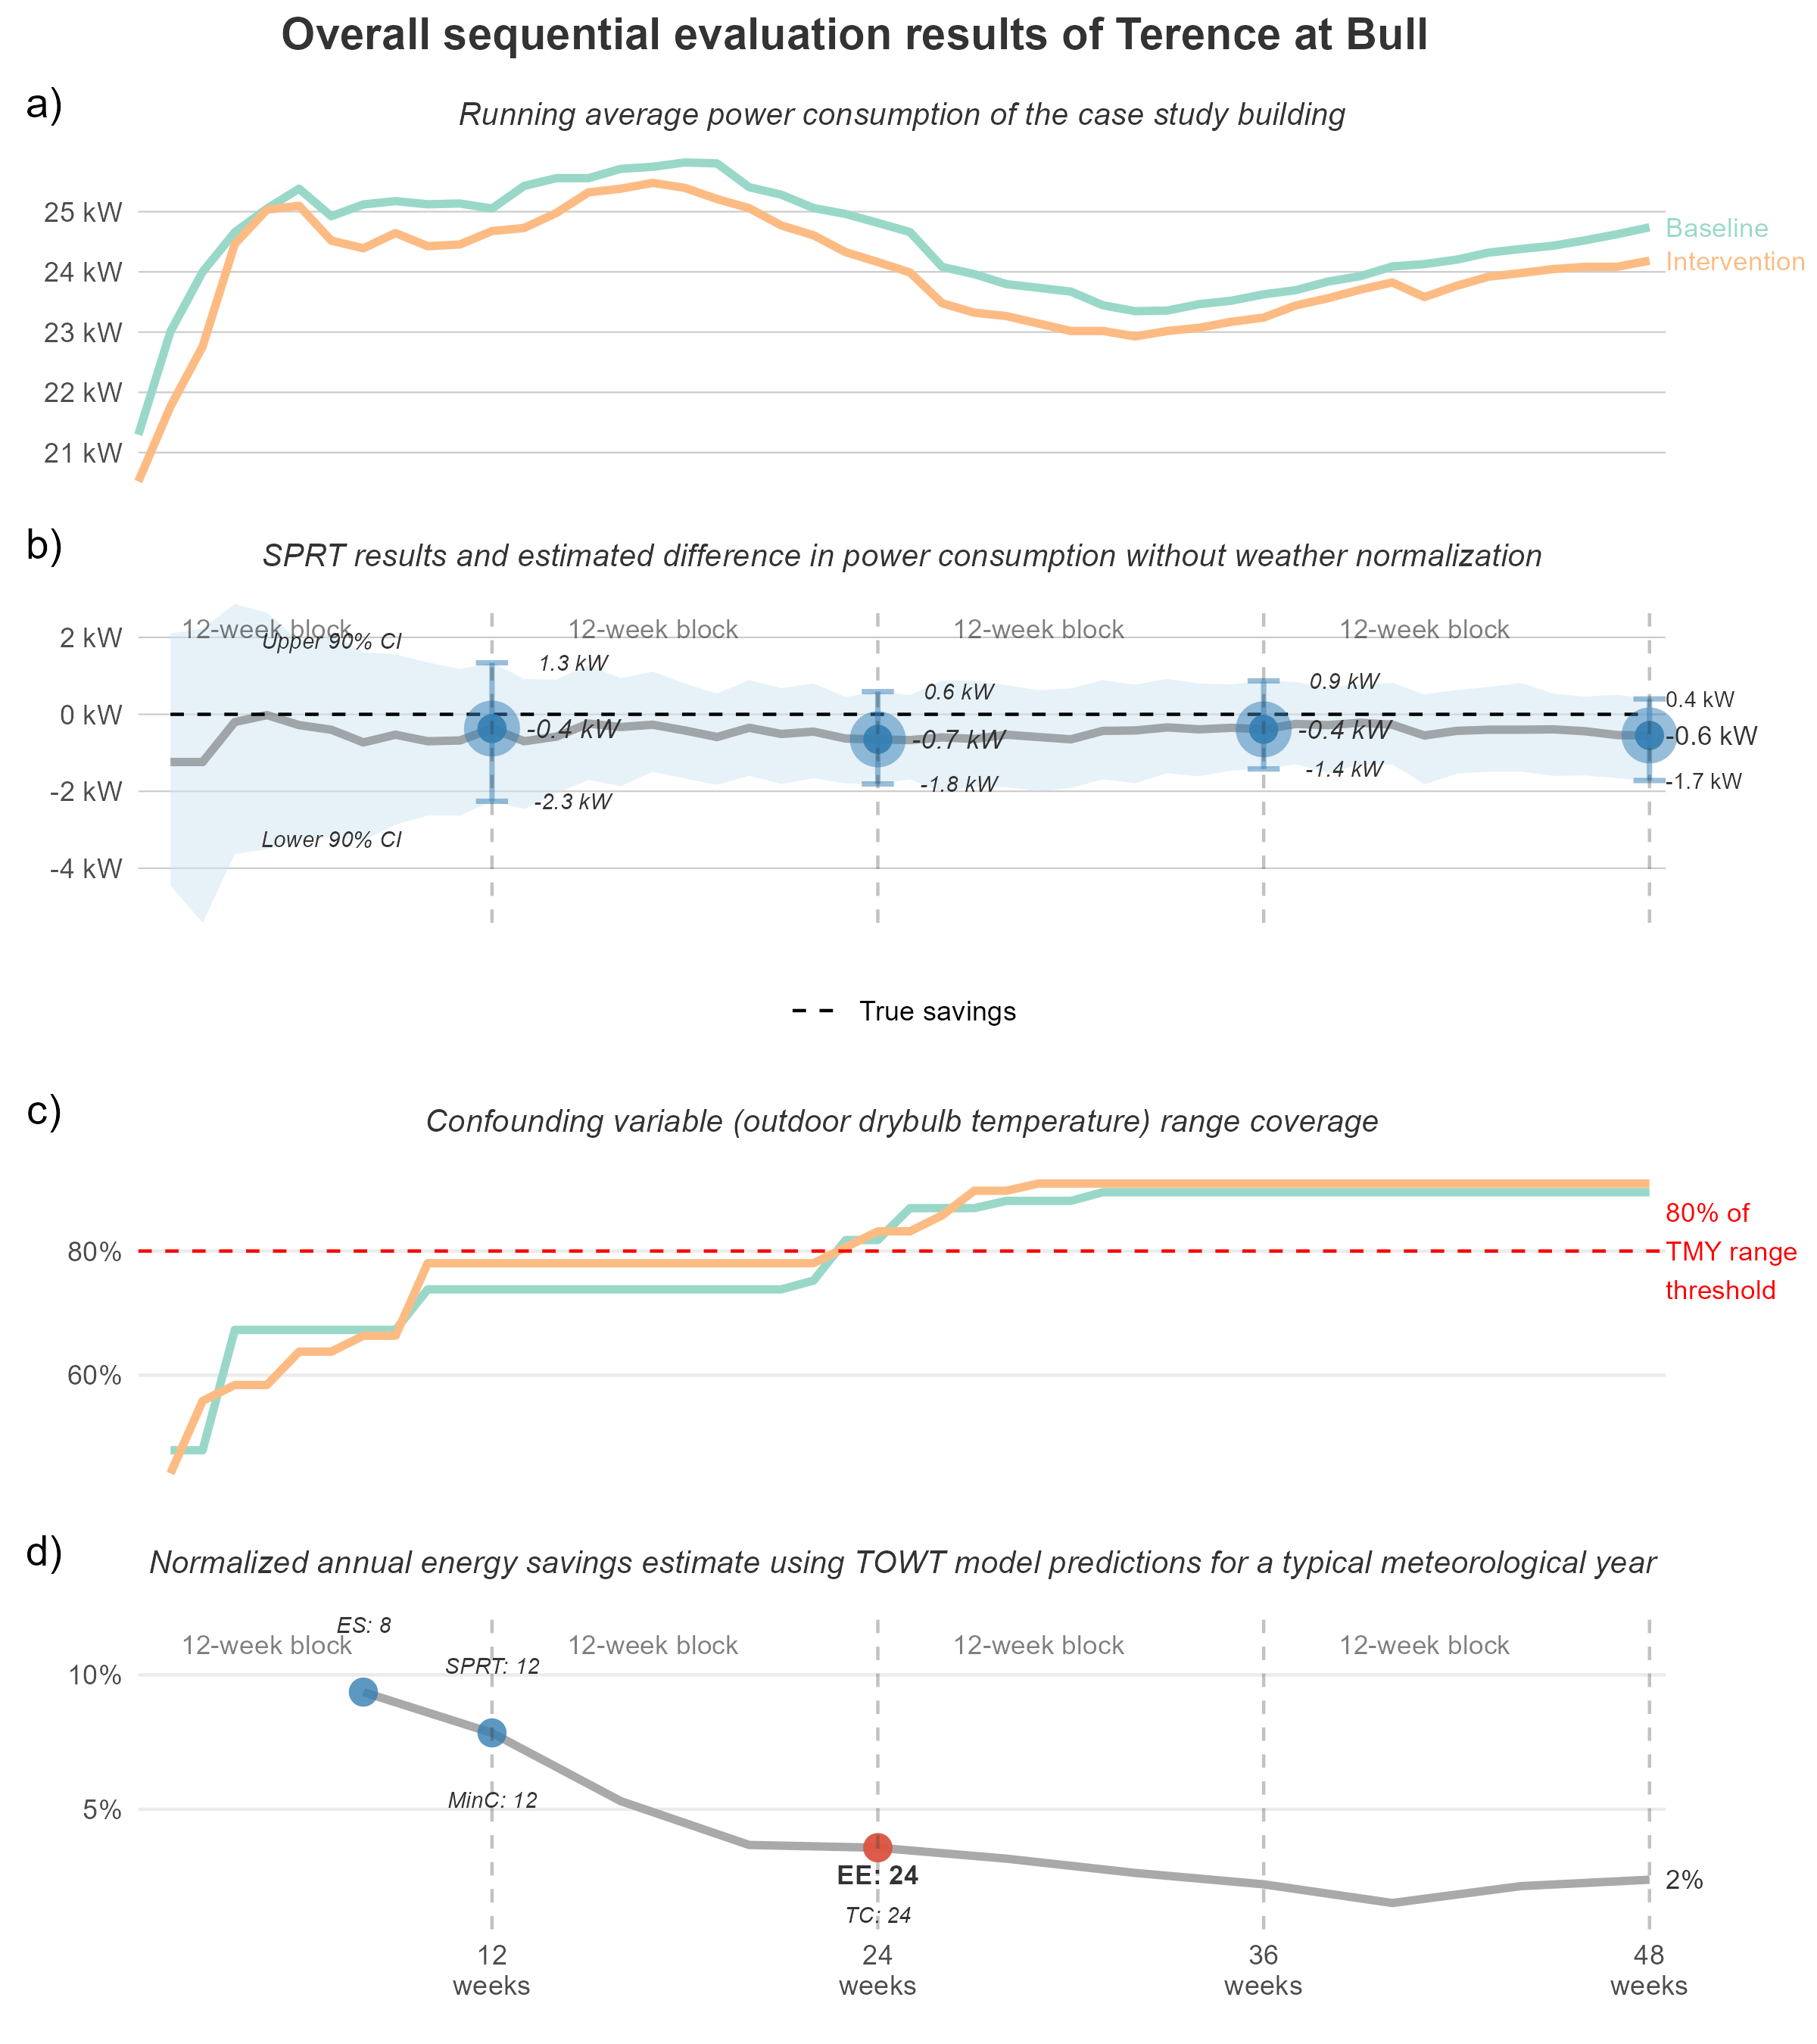 Overall sequential evaluation results of Terence at Bull
a)
Running average power consumption of the case study building
25 kW
24 kW
23 kW
22 kW
21 kW
Baseline
Intervention
b)
SPRT results and estimated difference in power consumption without weather normalization
12-week block
12-week block
12-week block
12-week block
2 kW
0 kW
-2 kW
-4 kW
Upper 90% CI
Lower 90% CI
1.3 kW
-0.4 kW
-2.3 kW
0.6 kW
-0.7 kW
-1.8 kW
0.9 kW
-0.4 kW
-1.4 kW
0.4 kW
-0.6 kW
-1.7 kW
True savings
c)
Confounding variable (outdoor drybulb temperature) range coverage
80%
60%
80% of
TMY range
threshold
d)
Normalized annual energy savings estimate using TOWT model predictions for a typical meteorological year
ES: 8
12-week block
12-week block
12-week block
12-week block
SPRT: 12
10%
MinC: 12
5%
EE: 24
TC: 24
2%
12
weeks
24
weeks
36
weeks
48
weeks